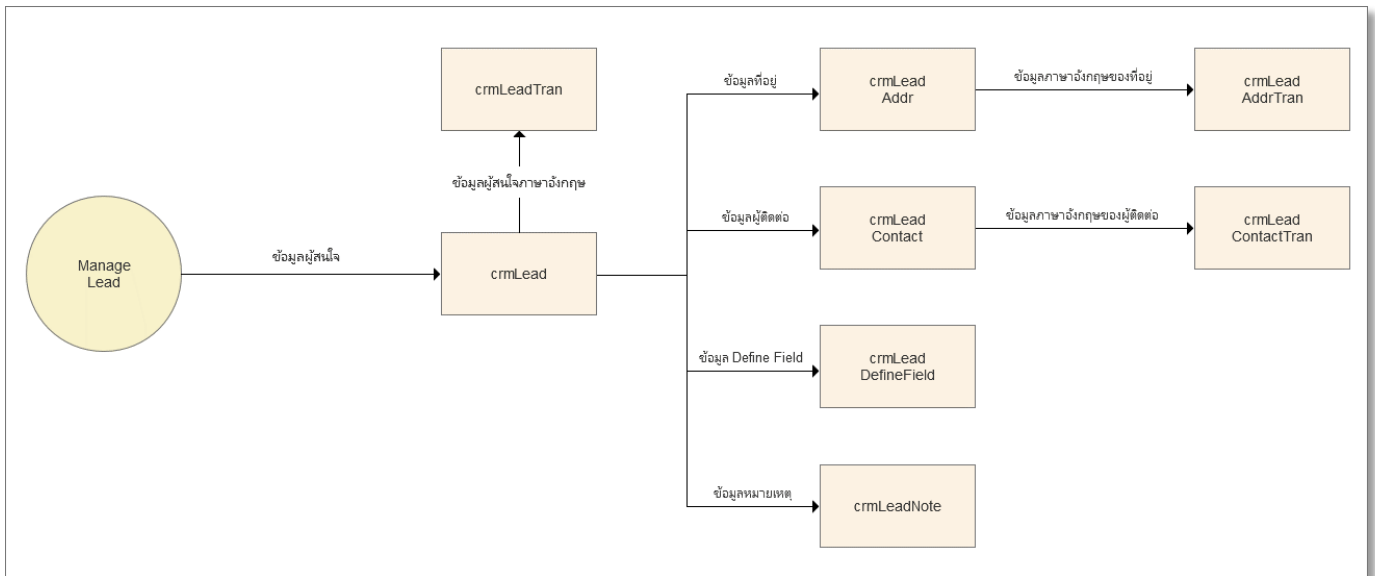 crmLeadTran
ข้อมูลที่อยู่
crmLead
Addr
ข้อมูลภาษาอังกฤษของที่อยู่
crmLead
AddrTran
ข้อมูลผู้สนใจภาษาอังกฤษ
ข้อมูลผู้ติดต่อ
crmLead
Contact
ข้อมูลภาษาอังกฤษของผู้ติดต่อ
crmLead
ContactTran
Manage
Lead
ข้อมูลผู้สนใจ
crmLead
ข้อมูล Define Field
crmLead
DefineField
ข้อมูลหมายเหตุ
crmLeadNote